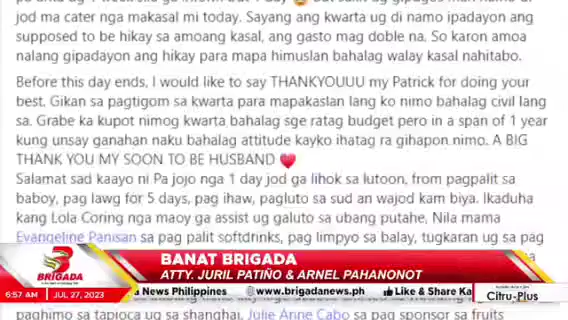 jod ma cater nga makasal mi today. Sayang ang kwarta ug di namo ipadayon ang
supposed to be hikay sa amoang kasal, ang gasto mag doble na. So karon amoa
nalang gipadayon ang hikay para mapa himuslan bahalag walay kasal nahitabo.
Before this day ends, I would like to say THANKYOUUU my Patrick for doing your
best. Gikan sa pagtigom sa kwarta para mapakaslan lang ko nimo bahalag civil lang
sa. Grabe ka kupot nimog kwarta bahalag sge ratag budget pero in a span of 1 year
kung unsay ganahan naku bahalag attitude kayko ihatag ra gihapon nimo. A BIG
THANK YOU MY SOON TO BE HUSBAND ❤️
Salamat sad kaayo ni Pa jojo nga 1 day jod ga lihok sa lutoon, from pagpalit sa
baboy, pag lawg for 5 days, pag ihaw, pagluto sa sud an wajod kam biya. Ikaduha
kang Lola Coring nga maoy ga assist ug galuto sa ubang putahe, Nila mama
Evangeline Panisan sa pag palit softdrinks, pag limpyo sa balay, tugkaran ug sa pag
BANAT BRIGADA
ATTY. JURIL PATIÑO & ARNEL PAHANONOT
BRIGADA
6:57 AM JUL 27, 2023
a News Philippines www.brigadanews.ph Like & Share Ka
Citru-Plus
paghimo sa tapioca ug sa shanghai. Julie Anne Cabo sa pag sponsor sa fruits